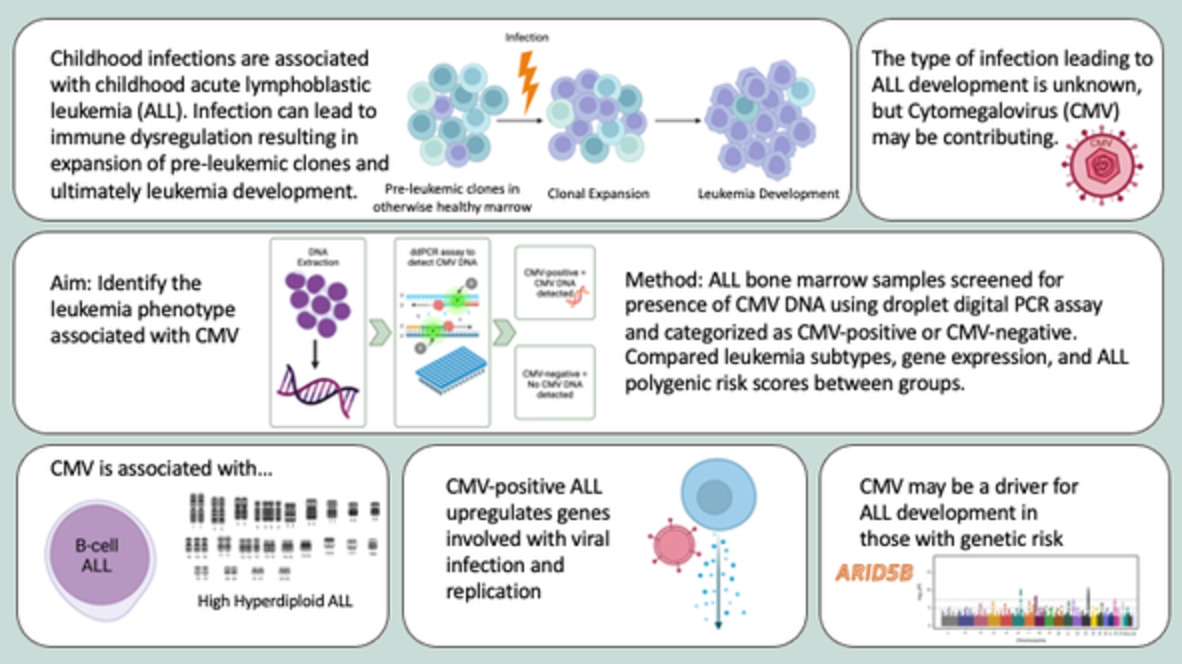 Childhood infections are associated
with childhood acute lymphoblastic
leukemia (ALL). Infection can lead to
immune dysregulation resulting in
expansion of pre-leukemic clones and
ultimately leukemia development.
Infection
Pre-leukemic clones in
otherwise healthy marrow
Clonal Expansion
Leukemia Development
The type of infection leading to
ALL development is unknown,
but Cytomegalovirus (CMV)
may be contributing.
CMV
Aim: Identify the
leukemia phenotype
associated with CMV
DNA
Extraction
ddPCR assay to
detect CMV DNA
CMV-positive =
CMV DNA
detected
CMV-negative =
No CMV DNA
detected
Method: ALL bone marrow samples screened for
presence of CMV DNA using droplet digital PCR assay
and categorized as CMV-positive or CMV-negative.
Compared leukemia subtypes, gene expression, and ALL
polygenic risk scores between groups.
CMV is associated with...
B-cell
ALL
High Hyperdiploid ALL
CMV-positive ALL
upregulates genes
involved with viral
infection and
replication
CMV may be a driver for
ALL development in
those with genetic risk
ARID5B
Chromosome